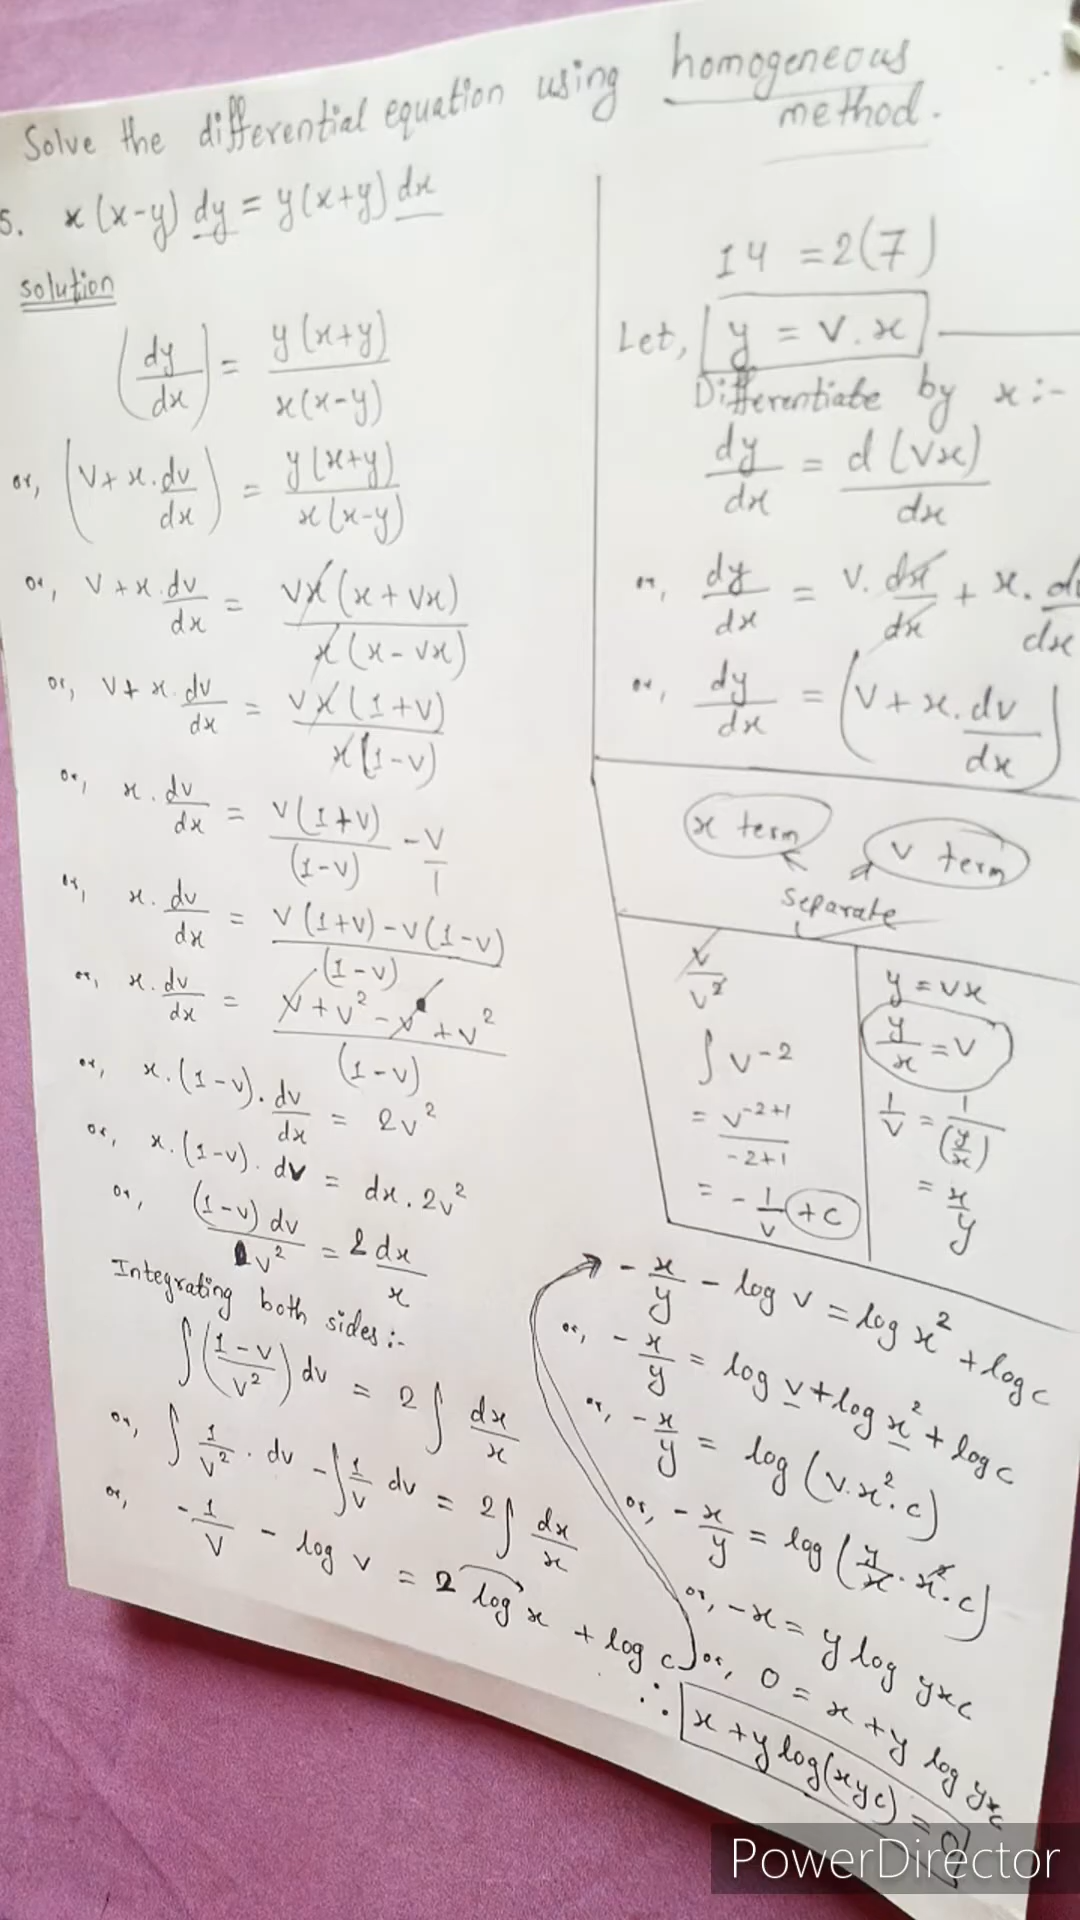 Solve the differential equation using homogeneous
method.
5. x(x-y) dy = y(x+y) dx
solution
(dy/dx) = y(x+y)/x(x-y)
or, (v+x.dv/dx) = y(x+y)/x(x-y)
or, v+x.dv/dx = vx(x+vx)/x(x-vx)
or, v+x.dv/dx = vx(1+v)/x(1-v)
or, x.dv/dx = v(1+v)/(1-v) - v/1
or, x.dv/dx = v(1+v)-v(1-v)/(1-v)
or, x.dv/dx = v+v²-v+v²/(1-v)
or, x.(1-v).dv/dx = 2v²
or, x.(1-v).dv = dx.2v²
or, (1-v)dv/v² = 2dx/x
Integrating both sides:-
∫(1-v/v²)dv = 2∫dx/x
or, ∫1/v².dv - ∫1/v dv = 2∫dx/x
or, -1/v - log v = 2 log x + log c
14 = 2(7)
Let, y = v.x
Differentiate by x:-
dy/dx = d(vx)/dx
or, dy/dx = v.dx/dx + x.dv/dx
or, dy/dx = (v+x.dv/dx)
x term
v term
separate
v/v²
∫v-2
= v-2+1/-2+1
= -1/v +c
y = vx
y/x = v
1/v = 1/(y/x)
= x/y
-x/y - log v = log x² + log c
or, -x/y = log v + log x² + log c
or, -x/y = log(v.x².c)
or, -x/y = log(y/x.x².c)
or, -x = y log yxc
or, 0 = x+y log yxc
∴ x+y log(xyc) = 0
PowerDirector